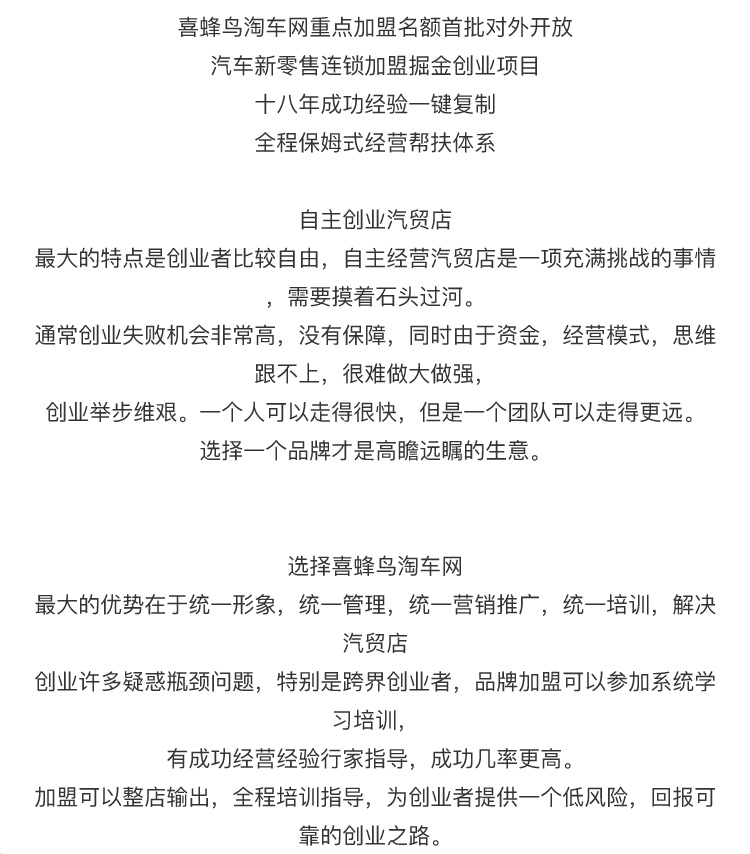 喜蜂鸟淘车网重点加盟名额首批对外开放
汽车新零售连锁加盟掘金创业项目
十八年成功经验一键复制
全程保姆式经营帮扶体系
自主创业汽贸店
最大的特点是创业者比较自由，自主经营汽贸店是一项充满挑战的事情
，需要摸着石头过河。
通常创业失败机会非常高，没有保障，同时由于资金，经营模式，思维
跟不上，很难做大做强，
创业举步维艰。一个人可以走得很快，但是一个团队可以走得更远。
选择一个品牌才是高瞻远瞩的生意。
选择喜蜂鸟淘车网
最大的优势在于统一形象，统一管理，统一营销推广，统一培训，解决
汽贸店
创业许多疑惑瓶颈问题，特别是跨界创业者，品牌加盟可以参加系统学
习培训，
有成功经营经验行家指导，成功几率更高。
加盟可以整店输出，全程培训指导，为创业者提供一个低风险，回报可
靠的创业之路。